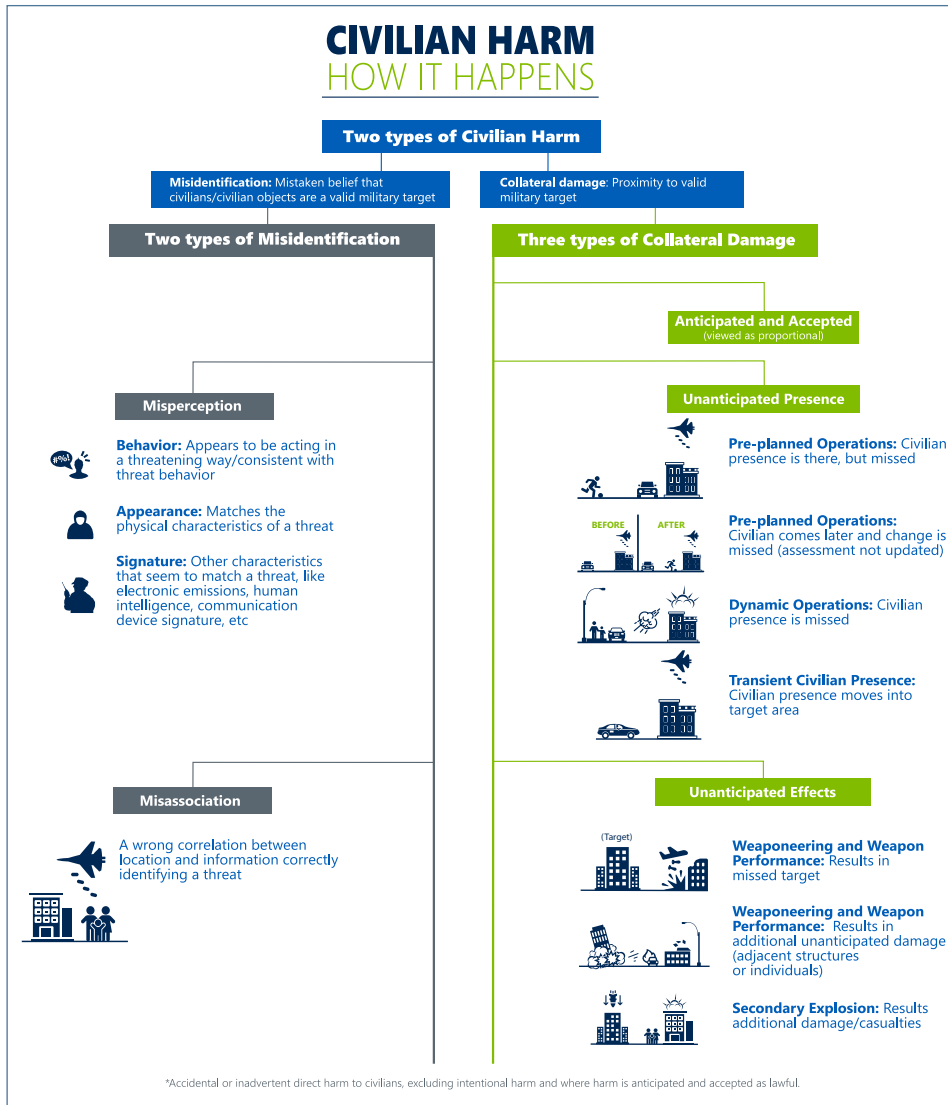 CIVILIAN HARM
HOW IT HAPPENS
Two types of Civilian Harm
Misidentification: Mistaken belief that
civilians/civilian objects are a valid military target
Collateral damage: Proximity to valid
military target
Two types of Misidentification
Three types of Collateral Damage
Anticipated and Accepted
(viewed as proportional)
Misperception
#%!
Behavior: Appears to be acting in
a threatening way/consistent with
threat behavior
Appearance: Matches the
physical characteristics of a threat
Signature: Other characteristics
that seem to match a threat, like
electronic emissions, human
intelligence, communication
device signature, etc
Misassociation
A wrong correlation between
location and information correctly
identifying a threat
Unanticipated Presence
Pre-planned Operations: Civilian
presence is there, but missed
BEFORE
AFTER
Pre-planned Operations:
Civilian comes later and change is
missed (assessment not updated)
Dynamic Operations: Civilian
presence is missed
Transient Civilian Presence:
Civilian presence moves into
target area
Unanticipated Effects
(Target)
Weaponeering and Weapon
Performance: Results in
missed target
Weaponeering and Weapon
Performance: Results in
additional unanticipated damage
(adjacent structures
or individuals)
Secondary Explosion: Results
additional damage/casualties
*Accidental or inadvertent direct harm to civilians, excluding intentional harm and where harm is anticipated and accepted as lawful.